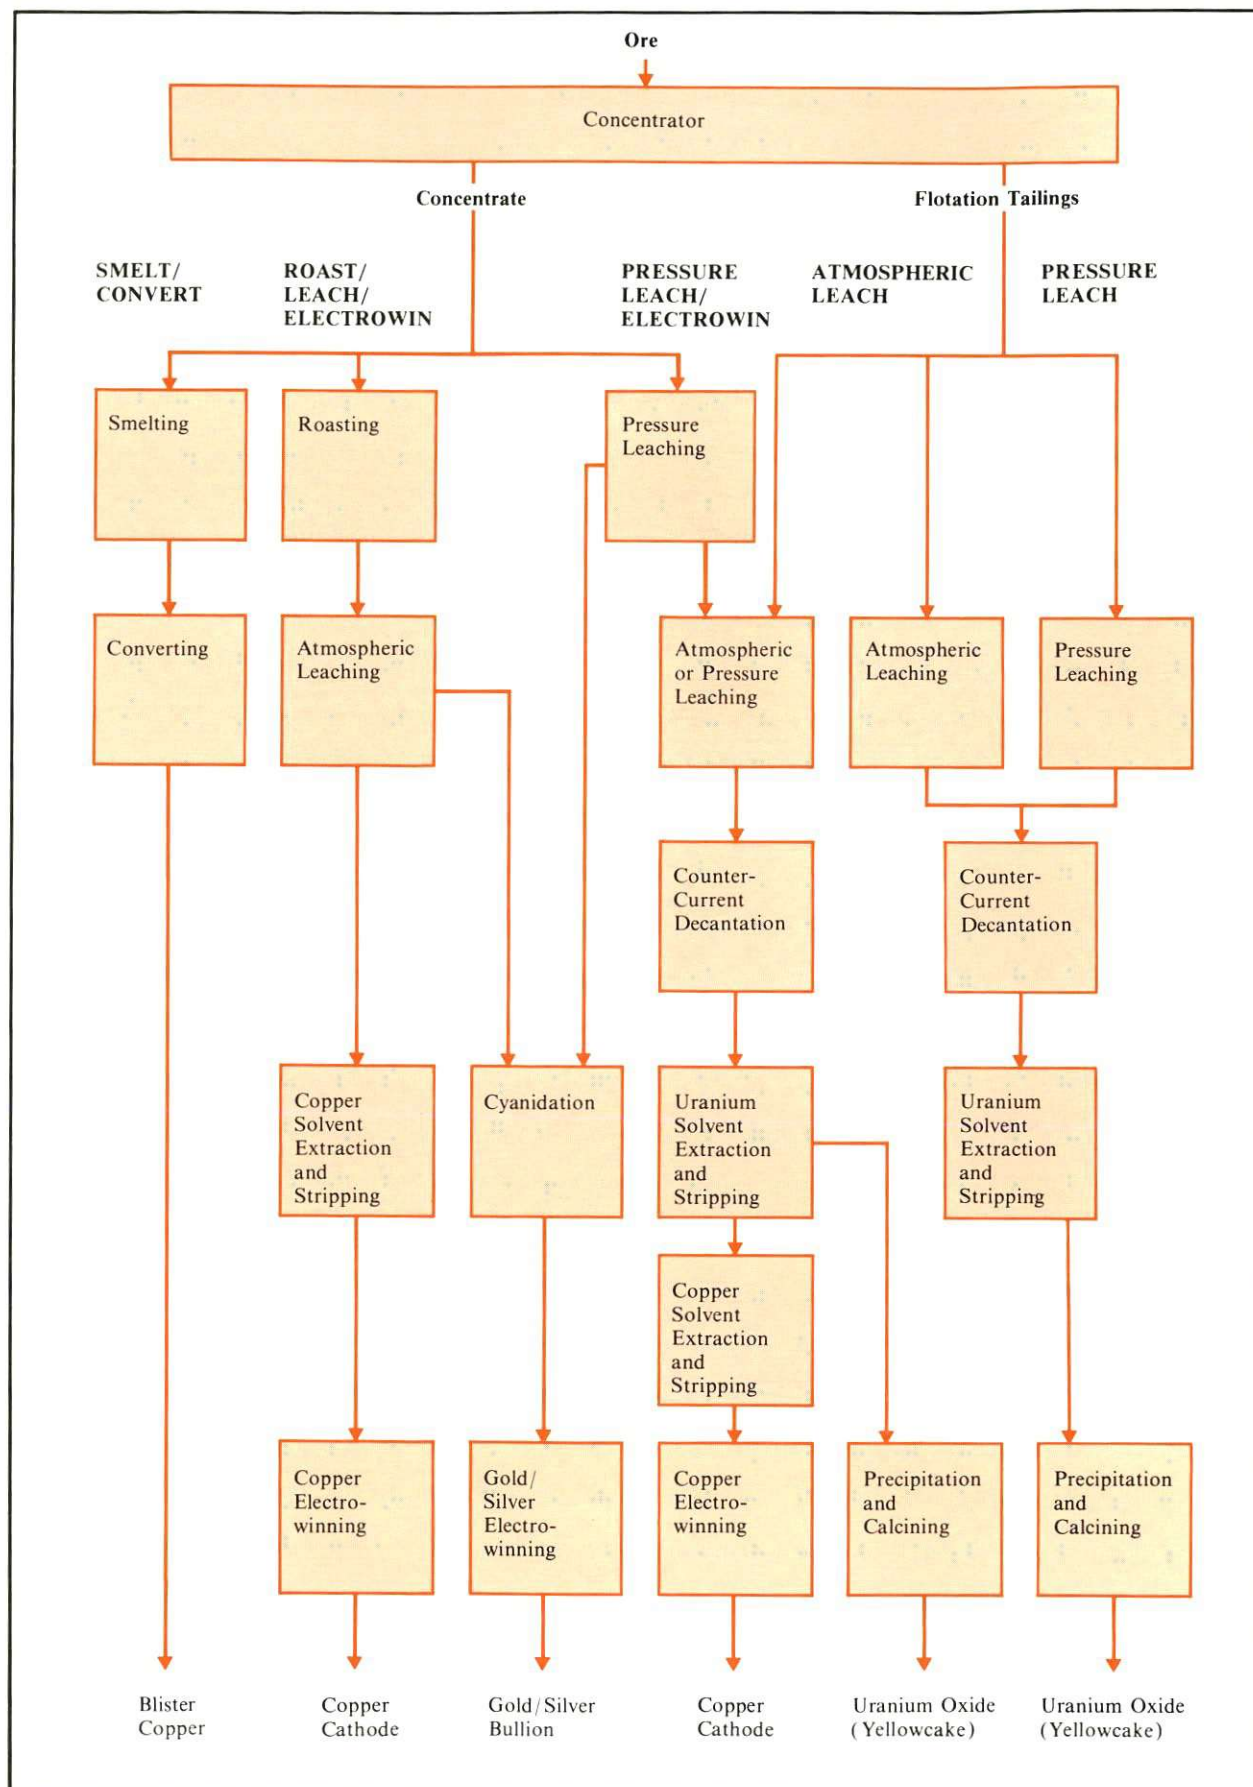 Ore
Concentrator
Concentrate
Flotation Tailings
SMELT/
CONVERT
ROAST/
LEACH/
ELECTROWIN
PRESSURE
LEACH/
ELECTROWIN
ATMOSPHERIC
LEACH
PRESSURE
LEACH
Smelting
Roasting
Pressure
Leaching
Converting
Atmospheric
Leaching
Atmospheric
or Pressure
Leaching
Atmospheric
Leaching
Pressure
Leaching
Counter-
Current
Decantation
Counter-
Current
Decantation
Copper
Solvent
Extraction
and
Stripping
Cyanidation
Uranium
Solvent
Extraction
and
Stripping
Uranium
Solvent
Extraction
and
Stripping
Copper
Solvent
Extraction
and
Stripping
Copper
Electro-
winning
Gold/
Silver
Electro-
winning
Copper
Electro-
winning
Precipitation
and
Calcining
Precipitation
and
Calcining
Blister
Copper
Copper
Cathode
Gold/Silver
Bullion
Copper
Cathode
Uranium Oxide
(Yellowcake)
Uranium Oxide
(Yellowcake)